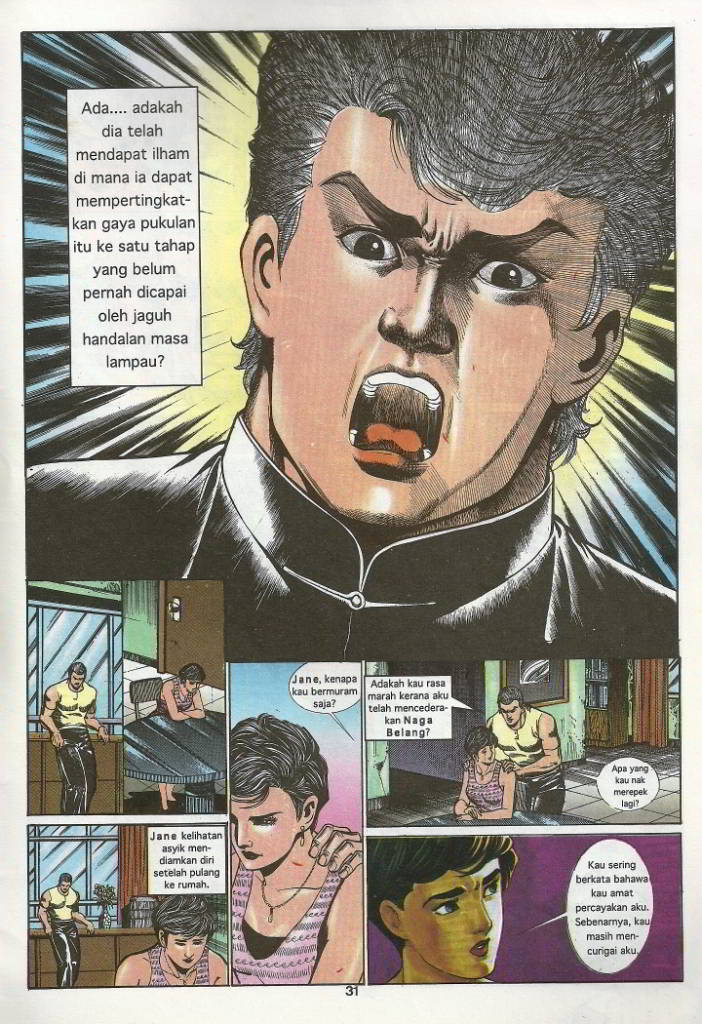 Ada.... adakah
dia telah
mendapat ilham
di mana ia dapat
mempertingkat-
kan gaya pukulan
itu ke satu tahap
yang belum
pernah dicapai
oleh jaguh
handalan masa
lampau?
Jane kelihatan
asyik men-
diamkan diri
setelah pulang
ke rumah.
Jane, kenapa
kau bermuram
saja?
Adakah kau rasa
marah kerana aku
telah mencedera-
kan Naga
Belang?
Apa yang
kau nak
merepek
lagi?
Kau sering
berkata bahawa
kau amat
percayakan aku.
Sebenarnya, kau
masih men-
curigai aku.
31